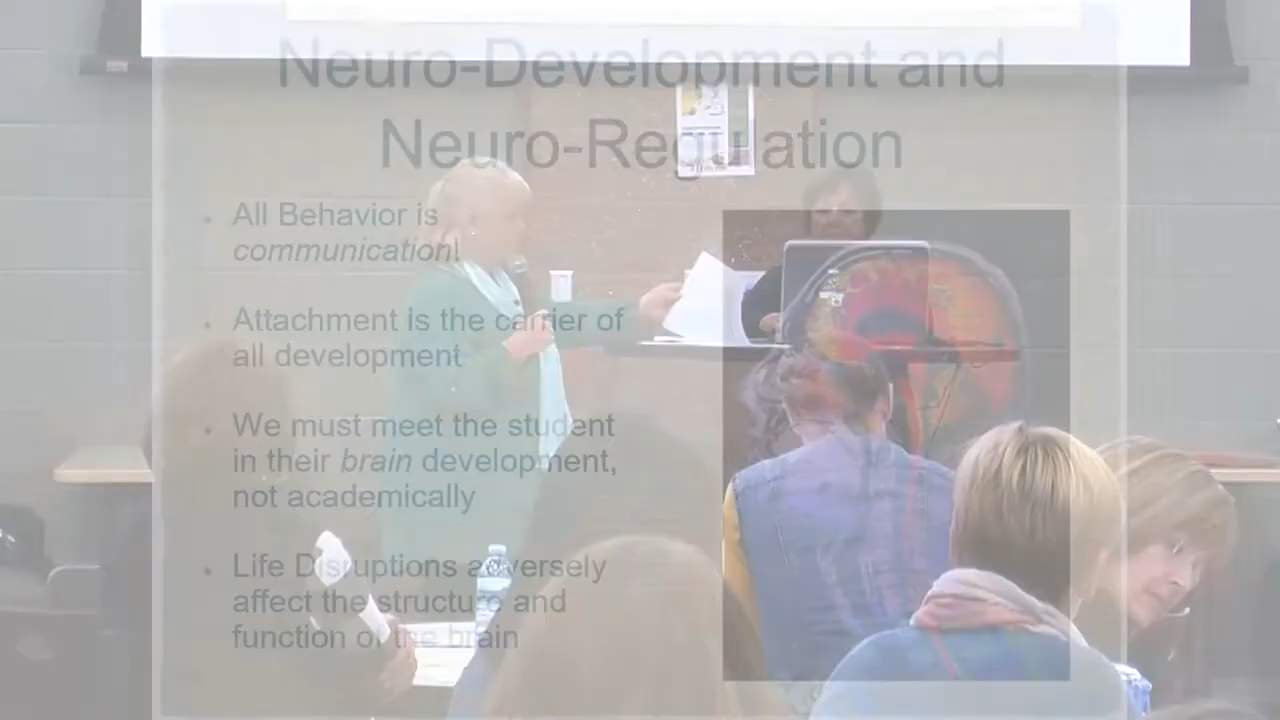 Neuro-Development and
Neuro-Regulation
All Behavior is
communication!
Attachment is the carrier of
all development
We must meet the student
in their brain development,
not academically
Life Disruptions adversely
affect the structure and
function of the brain